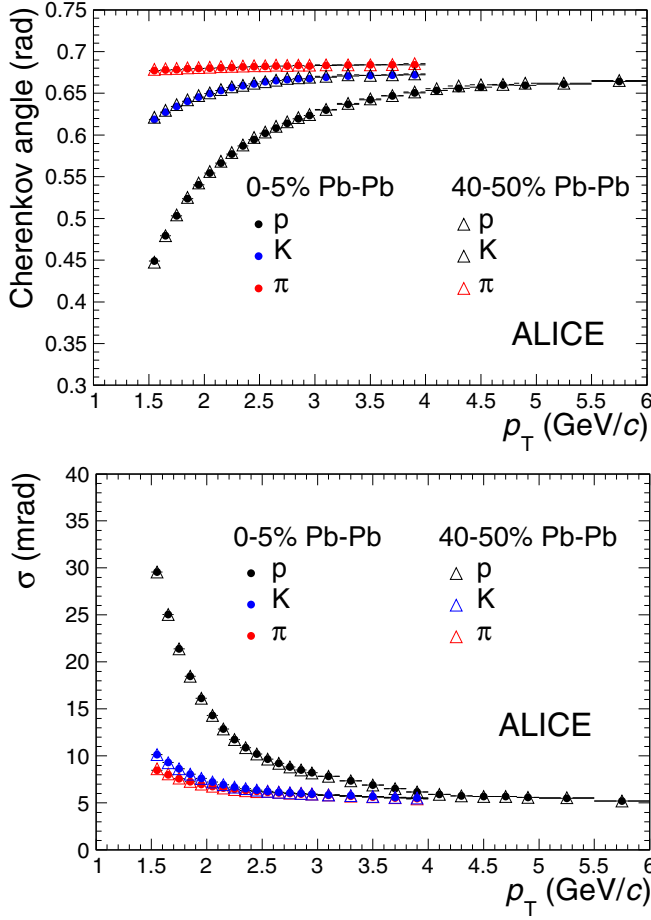 Cherenkov angle (rad)
0.75
0.7
0.65
0.6
0.55
0.5
0.45
0.4
0.35
0.3
0-5% Pb-Pb 40-50% Pb-Pb
p p
K K
π π
ALICE
1 1.5 2 2.5 3 3.5 4 4.5 5 5.5 6
pT (GeV/c)
σ (mrad)
40
35
30
25
20
15
10
5
0
0-5% Pb-Pb 40-50% Pb-Pb
p p
K K
π π
ALICE
1 1.5 2 2.5 3 3.5 4 4.5 5 5.5 6
pT (GeV/c)